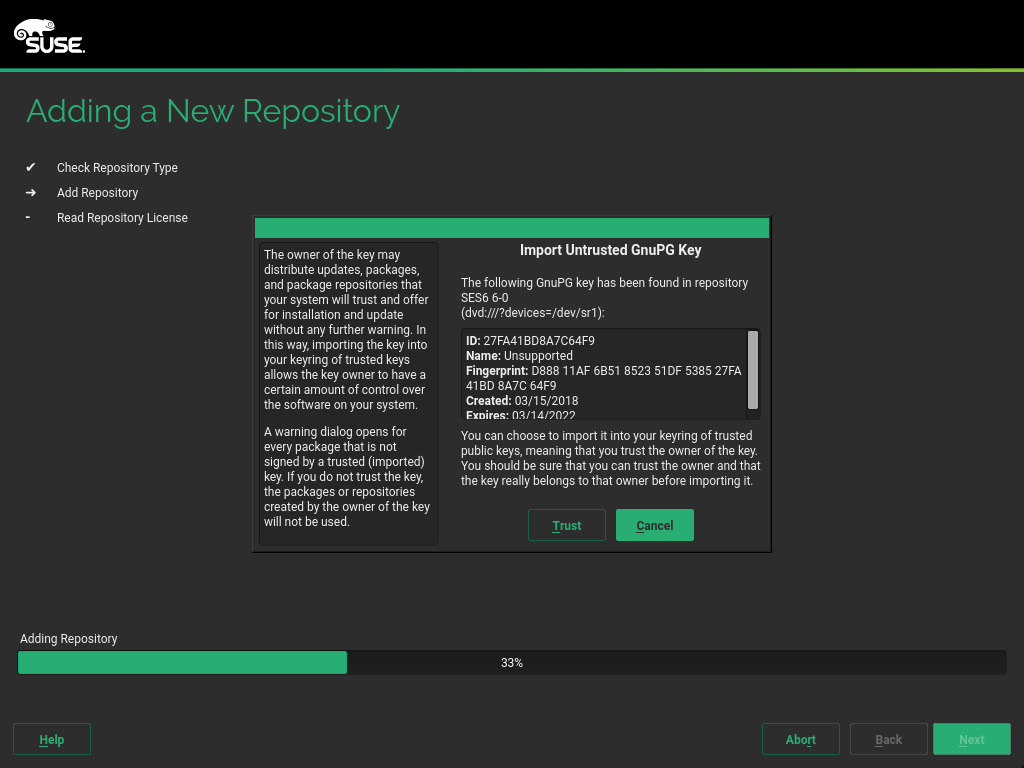 SUSE.
Adding a New Repository
✔ Check Repository Type
➜ Add Repository
- Read Repository License
The owner of the key may
distribute updates, packages,
and package repositories that
your system will trust and offer
for installation and update
without any further warning. In
this way, importing the key into
your keyring of trusted keys
allows the key owner to have a
certain amount of control over
the software on your system.
A warning dialog opens for
every package that is not
signed by a trusted (imported)
key. If you do not trust the key,
the packages or repositories
created by the owner of the key
will not be used.
Import Untrusted GnuPG Key
The following GnuPG key has been found in repository
SES6 6-0
(dvd:///?devices=/dev/sr1):
ID: 27FA41BD8A7C64F9
Name: Unsupported
Fingerprint: D888 11AF 6B51 8523 51DF 5385 27FA
41BD 8A7C 64F9
Created: 03/15/2018
Expires: 03/14/2022
You can choose to import it into your keyring of trusted
public keys, meaning that you trust the owner of the key.
You should be sure that you can trust the owner and that
the key really belongs to that owner before importing it.
Trust Cancel
Adding Repository
33%
Help Abort Back Next